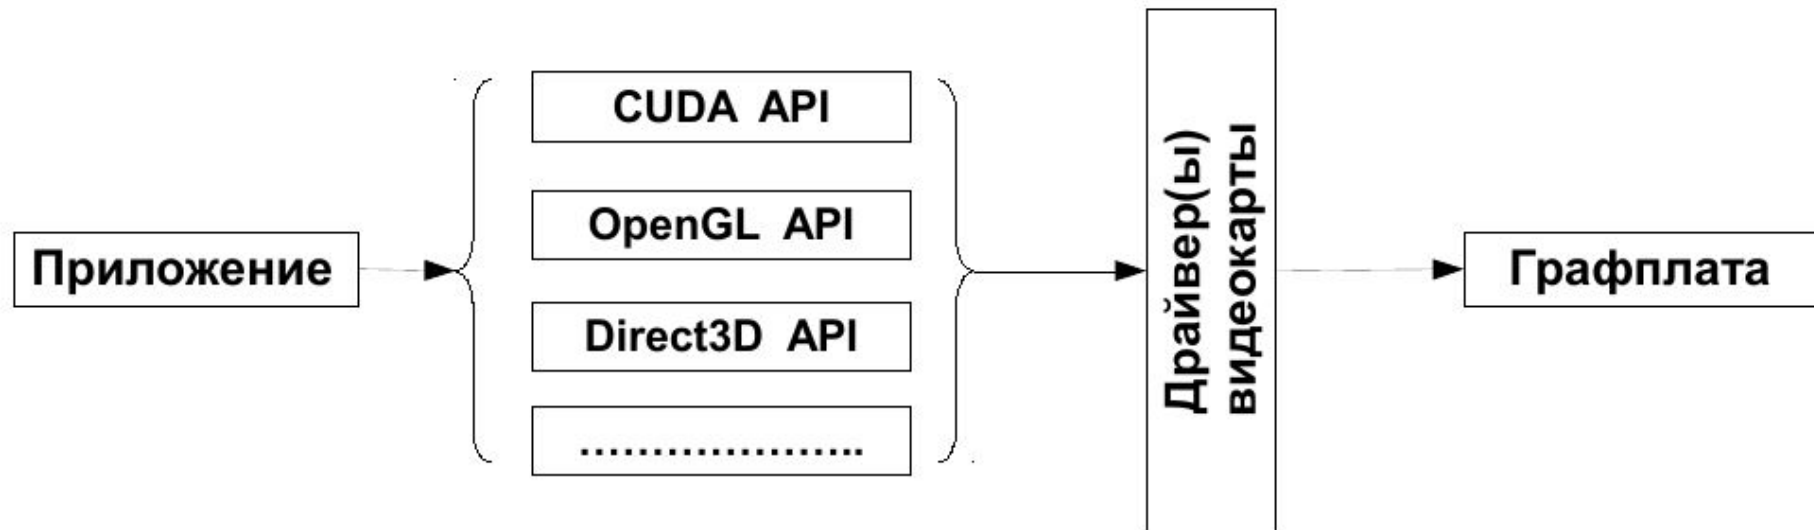 Приложение
CUDA API
OpenGL API
Direct3D API
…………………..
Драйвер(ы)
видеокарты
Графплата